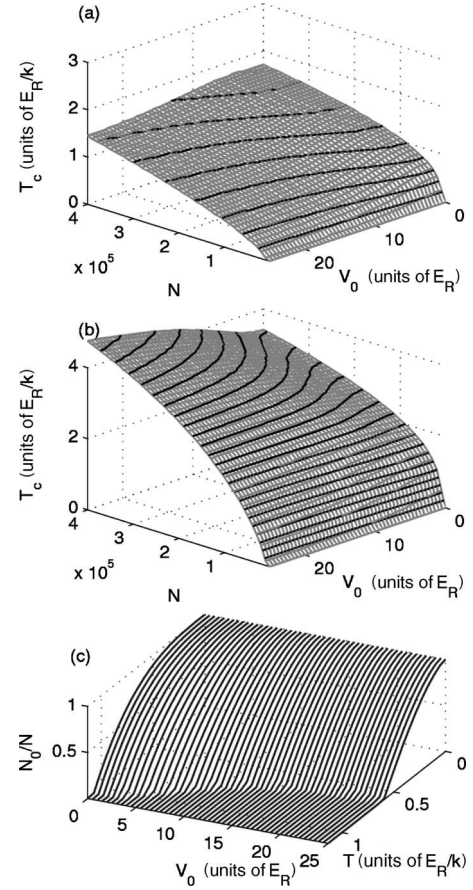 (a)
3
2
1
0
T_c (units of E_R/k)
4
3
2
1
x 10^5
N
20
10
0
V_0 (units of E_R)
(b)
4
2
0
T_c (units of E_R/k)
4
3
2
1
x 10^5
N
20
10
0
V_0 (units of E_R)
(c)
1
0.5
N_0/N
0
5
10
15
20
25
V_0 (units of E_R)
0
0.5
1
T (units of E_R/k)